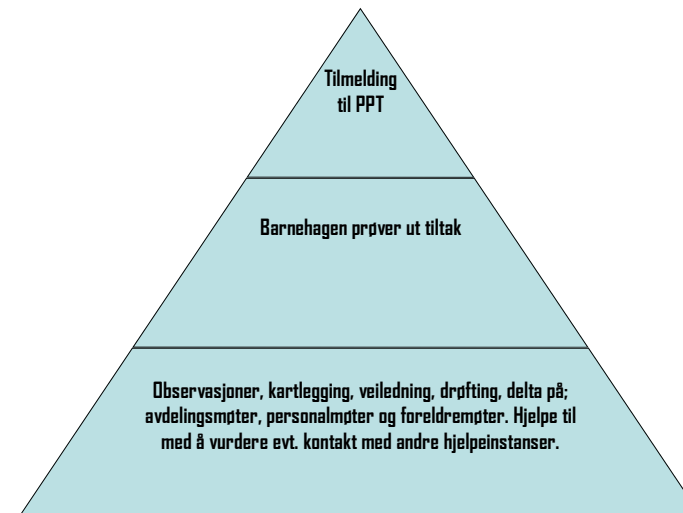 Tilmelding
til PPT
Barnehagen prøver ut tiltak
Observasjoner, kartlegging, veiledning, drøfting, delta på;
avdelingsmøter, personalmøter og foreldremøter. Hjelpe til
med å vurdere evt. kontakt med andre hjelpeinstanser.